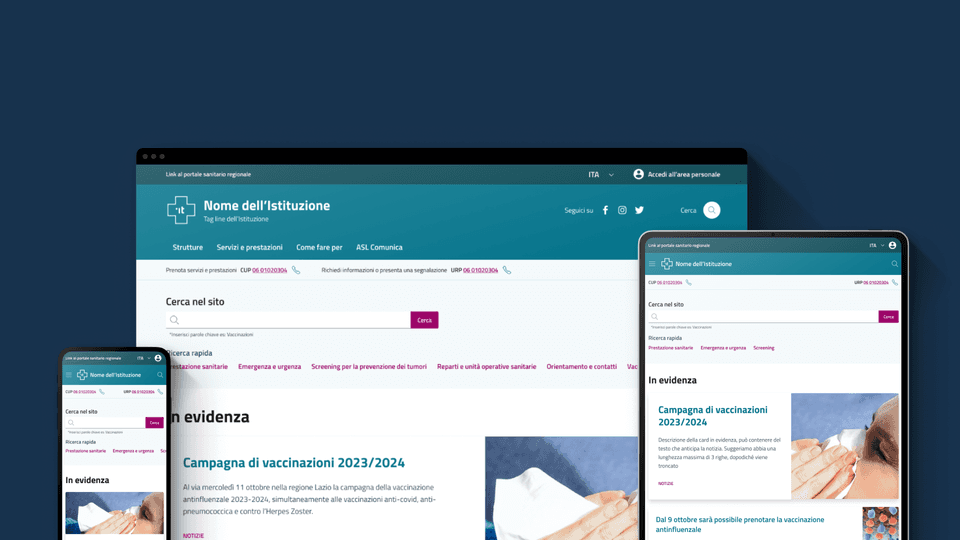 Link al portale sanitario regionale
ITA
Accedi all'area personale
it
Nome dell'Istituzione
Tag line dell'Istituzione
Seguici su
Cerca
Strutture Servizi e prestazioni Come fare per ASL Comunica
Prenota servizi e prestazioni CUP 06 01020304
Richiedi informazioni o presenta una segnalazione URP 06 01020304
Cerca nel sito
Cerca
*Inserisci parole chiave es: Vaccinazioni
Ricerca rapida
restazione sanitarie Emergenza e urgenza Screening per la prevenzione dei tumori Reparti e unità operative sanitarie Orientamento e contatti Vac
n evidenza
Campagna di vaccinazioni 2023/2024
Al via mercoledì 11 ottobre nella regione Lazio la campagna della vaccinazione
antinfluenzale 2023-2024, simultaneamente alle vaccinazioni anti-covid, anti-
pneumococcica e contro l'Herpes Zoster.
NOTIZIE
Link al portale sanitario regionale
ITA
Nome dell'Istituzione
CUP 06 01020304
URP 06 01020304
Cerca nel sito
Cerca
*Inserisci parole chiave es: Vaccinazioni
Ricerca rapida
Prestazione sanitarie Emergenza e urgenza Scr
In evidenza
Link al portale sanitario regionale
ITA
Nome dell'Istituzione
CUP 06 01020304
URP 06 01020304
Cerca nel sito
Cerca
*Inserisci parole chiave es: Vaccinazioni
Ricerca rapida
Prestazione sanitarie Emergenza e urgenza Screening
In evidenza
Campagna di vaccinazioni
2023/2024
Descrizione della card in evidenza, può contenere del
testo che anticipa la notizia. Suggeriamo abbia una
lunghezza massima di 3 righe, dopodiché viene
troncato
NOTIZIE
Dal 9 ottobre sarà possibile prenotare la vaccinazione
antinfluenzale